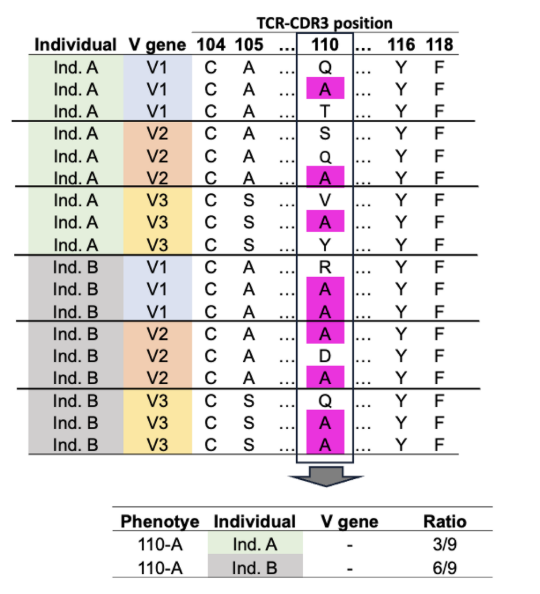 TCR-CDR3 position
Individual V gene 104 105 ... 110 ... 116 118
Ind. A V1 C A ... Q ... Y F
Ind. A V1 C A ... A ... Y F
Ind. A V1 C A ... T ... Y F
Ind. A V2 C A ... S ... Y F
Ind. A V2 C A ... Q ... Y F
Ind. A V2 C A ... A ... Y F
Ind. A V3 C S ... V ... Y F
Ind. A V3 C S ... A ... Y F
Ind. A V3 C S ... Y ... Y F
Ind. B V1 C A ... R ... Y F
Ind. B V1 C A ... A ... Y F
Ind. B V1 C A ... A ... Y F
Ind. B V2 C A ... A ... Y F
Ind. B V2 C A ... D ... Y F
Ind. B V2 C A ... A ... Y F
Ind. B V3 C S ... Q ... Y F
Ind. B V3 C S ... A ... Y F
Ind. B V3 C S ... A ... Y F
Phenotye Individual V gene Ratio
110-A Ind. A - 3/9
110-A Ind. B - 6/9